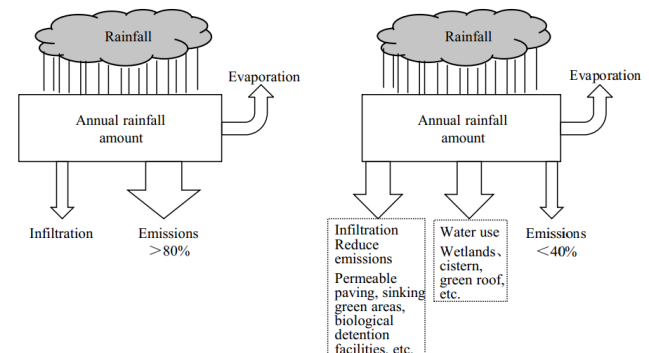 Rainfall
Evaporation
Annual rainfall
amount
Infiltration
Emissions
>80%
Rainfall
Evaporation
Annual rainfall
amount
Infiltration
Reduce
emissions
Permeable
paving, sinking
green areas,
biological
detention
facilities, etc.
Water use
Wetlands、
cistern,
green roof,
etc.
Emissions
<40%